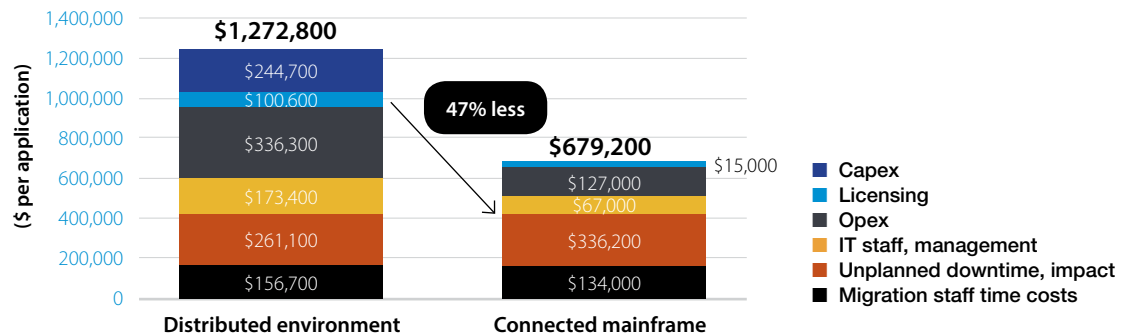 ($ per application)
1,400,000
1,200,000
1,000,000
800,000
600,000
400,000
200,000
0
$1,272,800
$244,700
$100.600
$336,300
$173,400
$261,100
$156,700
Distributed environment
47% less
$679,200
$15,000
$127,000
$67,000
$336,200
$134,000
Connected mainframe
Capex
Licensing
Opex
IT staff, management
Unplanned downtime, impact
Migration staff time costs